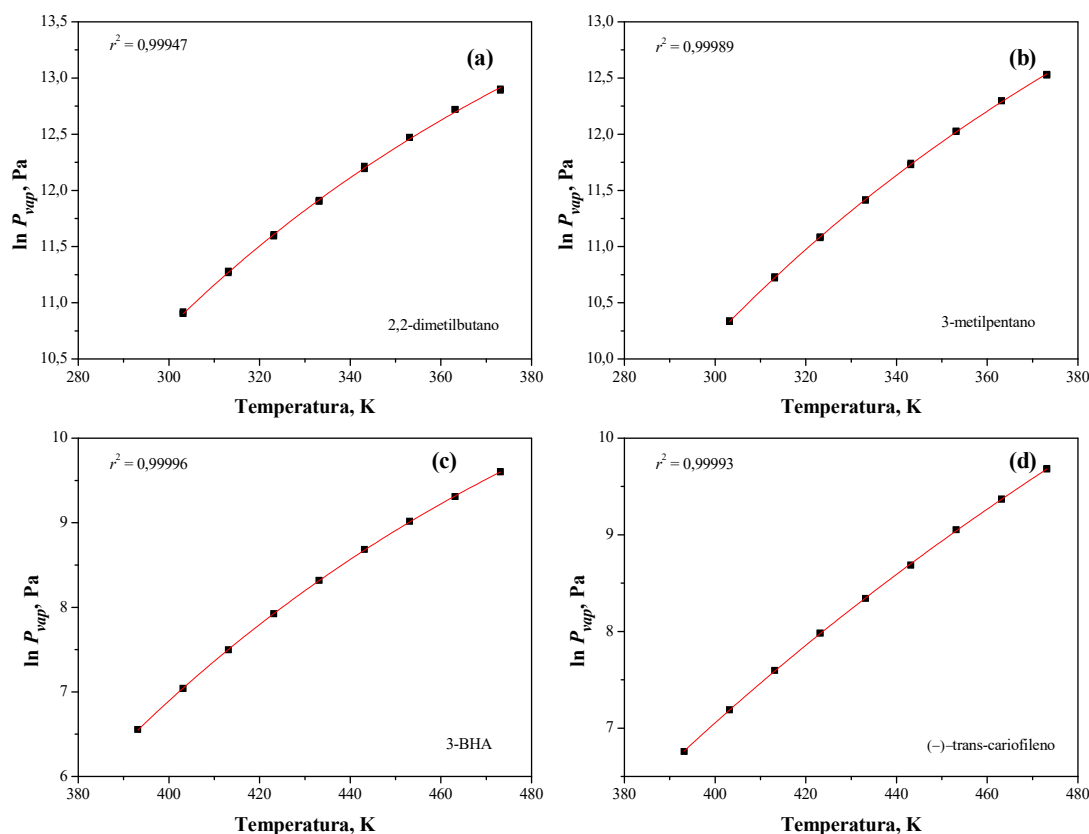 r² = 0,99947
(a)
13,5
13,0
12,5
12,0
11,5
11,0
10,5
ln Pvap, Pa
2,2-dimetilbutano
280 300 320 340 360 380
Temperatura, K
r² = 0,99989
(b)
13,0
12,5
12,0
11,5
11,0
10,5
10,0
ln Pvap, Pa
3-metilpentano
280 300 320 340 360 380
Temperatura, K
r² = 0,99996
(c)
10
9
8
7
6
ln Pvap, Pa
3-BHA
380 400 420 440 460 480
Temperatura, K
r² = 0,99993
(d)
10
9
8
7
ln Pvap, Pa
(−)−trans-cariofileno
380 400 420 440 460 480
Temperatura, K